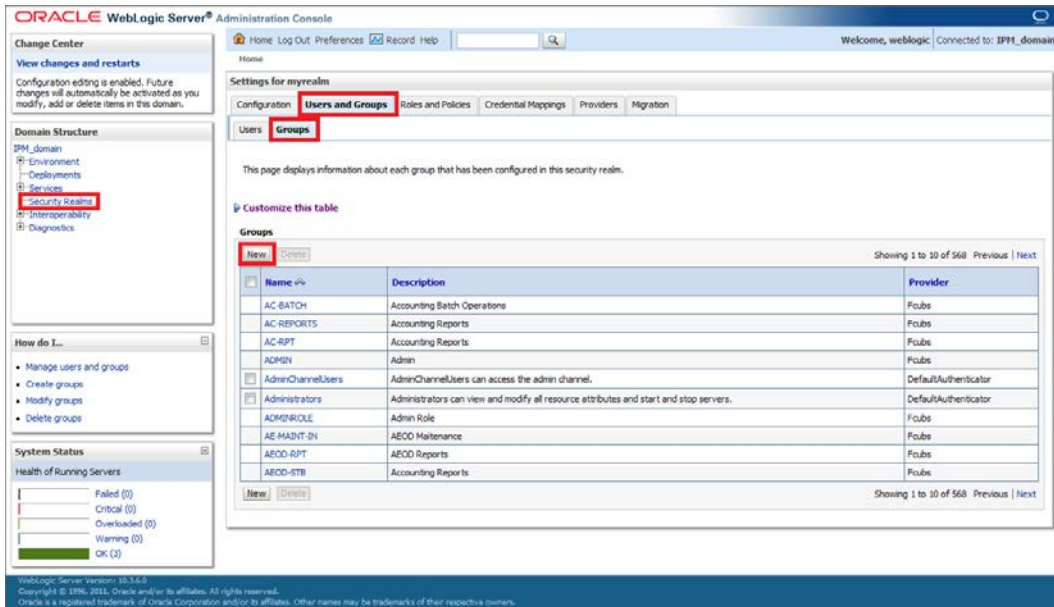 ORACLE WebLogic Server® Administration Console
Change Center
View changes and restarts
Configuration editing is enabled. Future
changes will automatically be activated as you
modify, add or delete items in this domain.
Domain Structure
IPM_domain
Environment
Deployments
Services
Security Realms
Interoperability
Diagnostics
How do I...
Manage users and groups
Create groups
Modify groups
Delete groups
System Status
Health of Running Servers
Failed (0)
Critical (0)
Overloaded (0)
Warning (0)
OK (3)
Home Log Out Preferences Record Help
Welcome, weblogic Connected to: IPM_domain
Home
Settings for myrealm
Configuration Users and Groups Roles and Policies Credential Mappings Providers Migration
Users Groups
This page displays information about each group that has been configured in this security realm.
Customize this table
Groups
New Delete Showing 1 to 10 of 568 Previous | Next
Name Description Provider
AC-BATCH Accounting Batch Operations Fcubs
AC-REPORTS Accounting Reports Fcubs
AC-RPT Accounting Reports Fcubs
ADMIN Admin Fcubs
AdminChannelUsers AdminChannelUsers can access the admin channel. DefaultAuthenticator
Administrators Administrators can view and modify all resource attributes and start and stop servers. DefaultAuthenticator
ADMINROLE Admin Role Fcubs
AE-MAINT-IN AEOD Maitenance Fcubs
AEOD-RPT AEOD Reports Fcubs
AEOD-STB Accounting Reports Fcubs
New Delete Showing 1 to 10 of 568 Previous | Next
WebLogic Server Version: 10.3.6.0
Copyright © 1996, 2011, Oracle and/or its affiliates. All rights reserved.
Oracle is a registered trademark of Oracle Corporation and/or its affiliates. Other names may be trademarks of their respective owners.